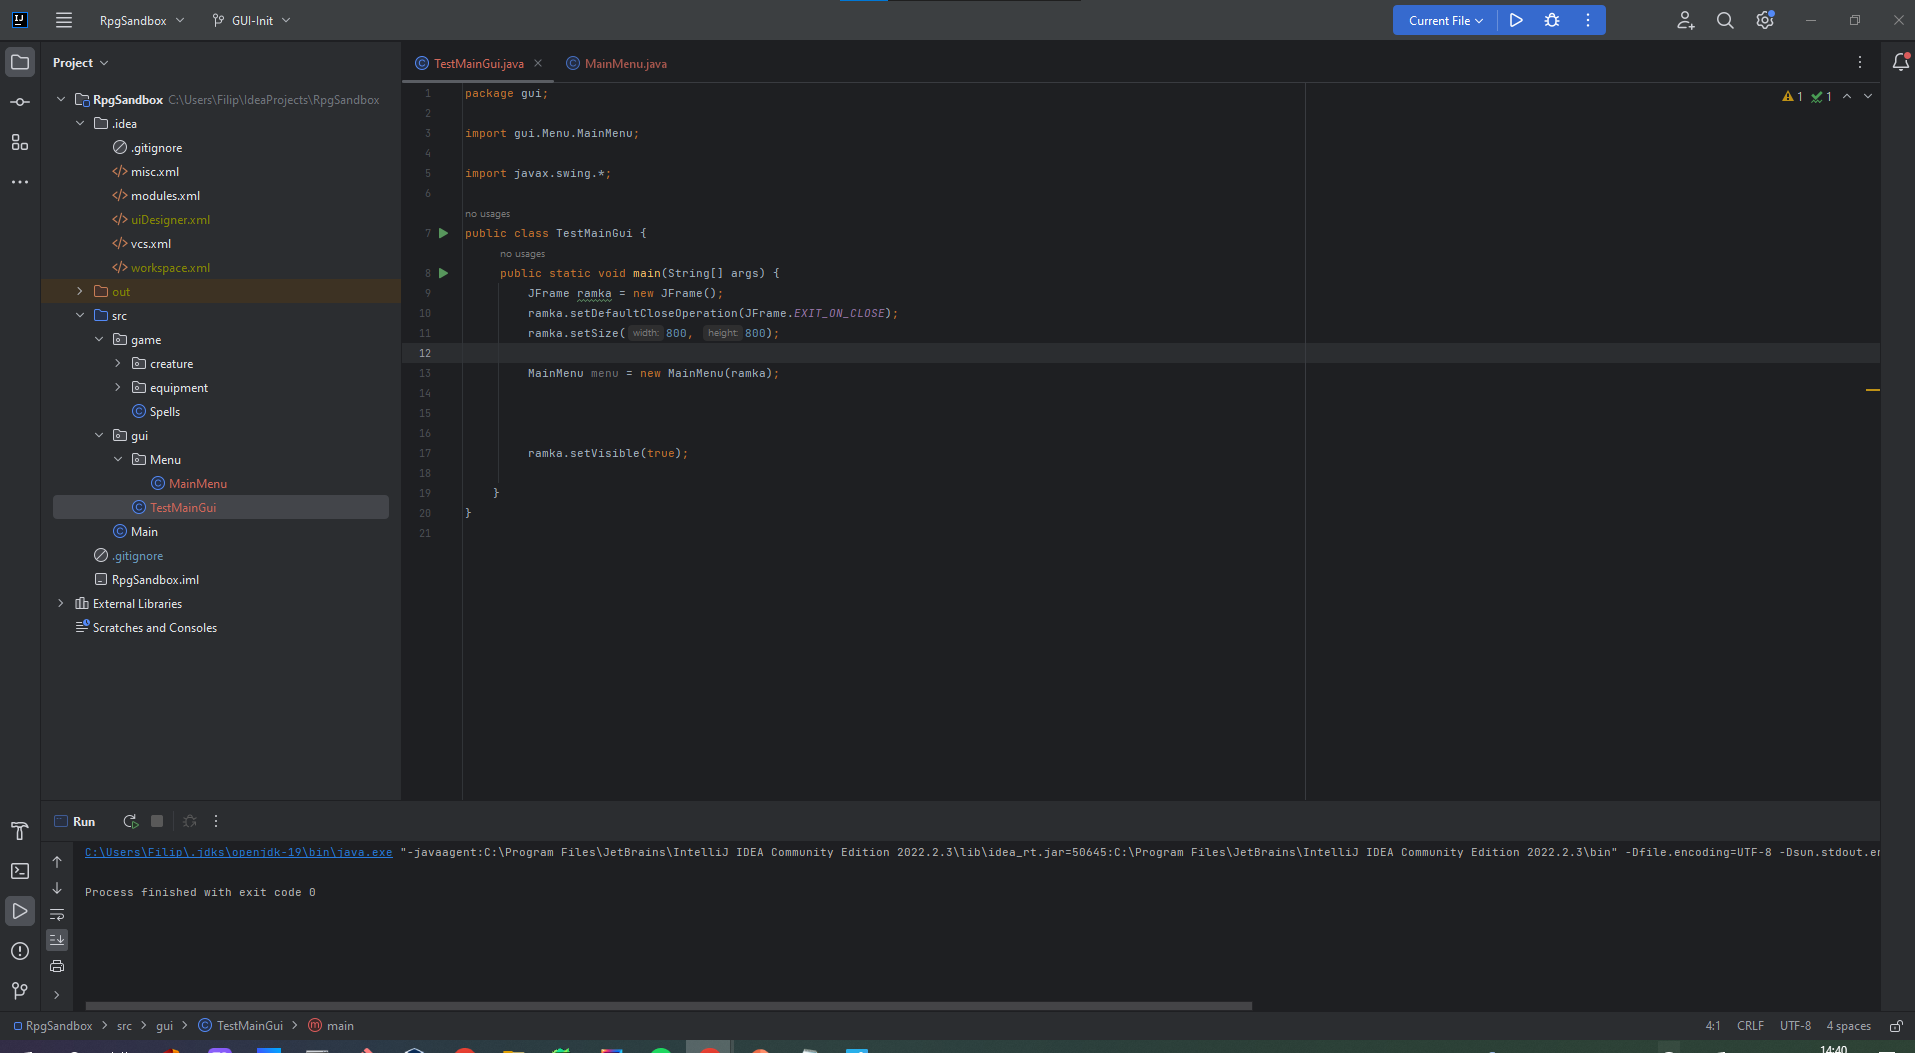 RpgSandbox
GUI-Init
Current File
Project
TestMainGui.java
MainMenu.java
RpgSandbox C:\Users\Filip\IdeaProjects\RpgSandbox
.idea
.gitignore
misc.xml
modules.xml
uiDesigner.xml
vcs.xml
workspace.xml
out
src
game
creature
equipment
Spells
gui
Menu
MainMenu
TestMainGui
Main
.gitignore
RpgSandbox.iml
External Libraries
Scratches and Consoles
1 package gui;
2
3 import gui.Menu.MainMenu;
4
5 import javax.swing.*;
6
no usages
7 public class TestMainGui {
no usages
8 public static void main(String[] args) {
9 JFrame ramka = new JFrame();
10 ramka.setDefaultCloseOperation(JFrame.EXIT_ON_CLOSE);
11 ramka.setSize( width: 800, height: 800);
12
13 MainMenu menu = new MainMenu(ramka);
14
15
16
17 ramka.setVisible(true);
18
19 }
20 }
21
1 1
Run
C:\Users\Filip\.jdks\openjdk-19\bin\java.exe "-javaagent:C:\Program Files\JetBrains\IntelliJ IDEA Community Edition 2022.2.3\lib\idea_rt.jar=50645:C:\Program Files\JetBrains\IntelliJ IDEA Community Edition 2022.2.3\bin" -Dfile.encoding=UTF-8 -Dsun.stdout.en
Process finished with exit code 0
RpgSandbox > src > gui > TestMainGui > main
4:1 CRLF UTF-8 4 spaces
14:40